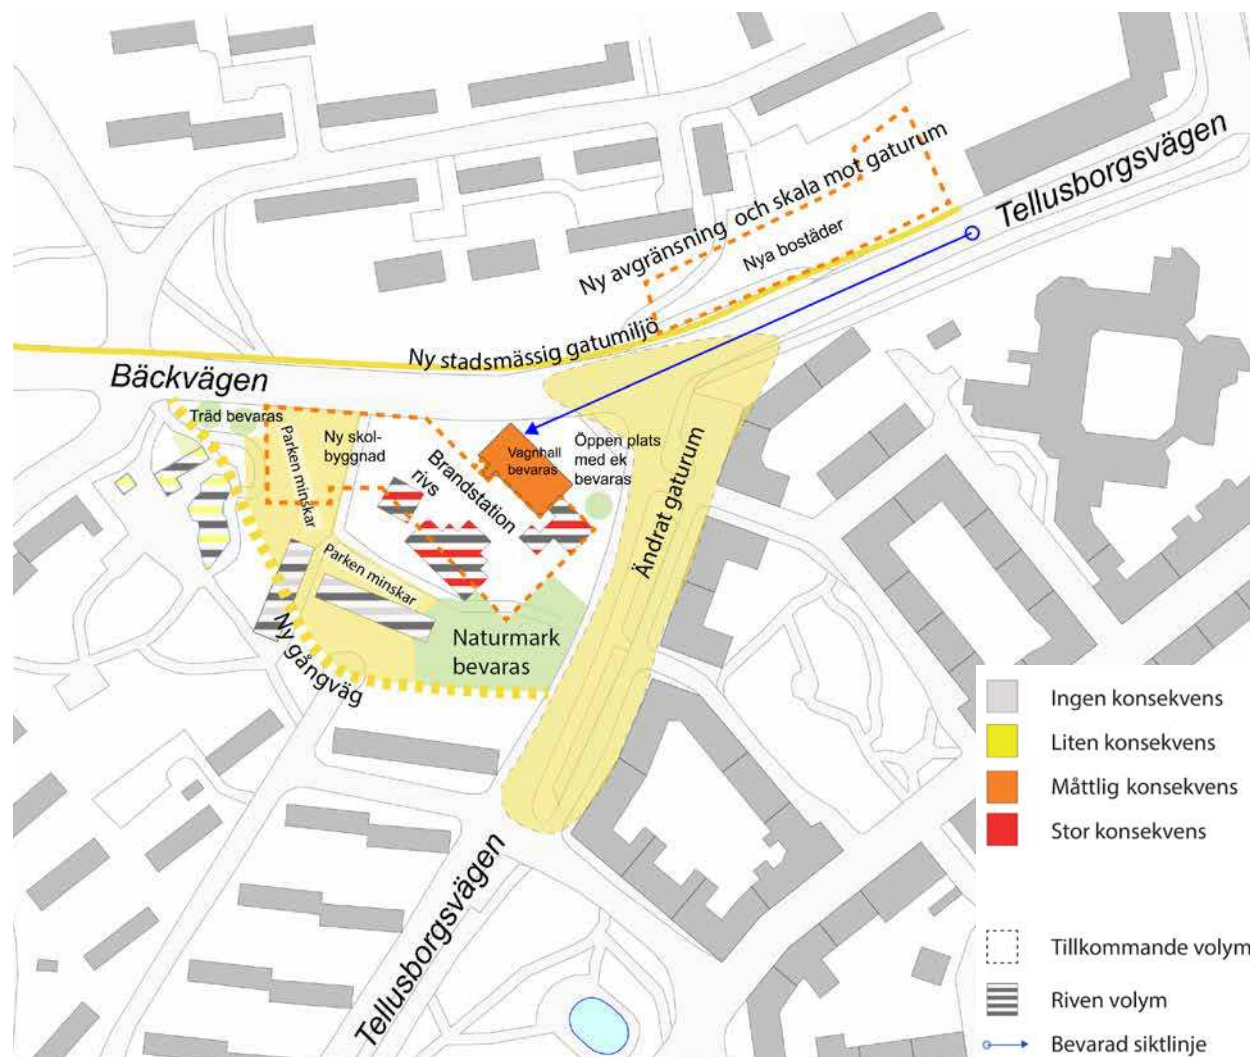 Tellusborgsvägen
Ny avgränsning och skala mot gaturum
Nya bostäder
Ny stadsmässig gatumiljö
Bäckvägen
Träd bevaras
Parken minskar
Ny skol-
byggnad
Brandstation
rivs
Vagnhall
bevaras
Öppen plats
med ek
bevaras
Ändrat gaturum
Parken minskar
Naturmark
bevaras
Ny gångväg
Tellusborgsvägen
Ingen konsekvens
Liten konsekvens
Måttlig konsekvens
Stor konsekvens
Tillkommande volym
Riven volym
Bevarad siktlinje